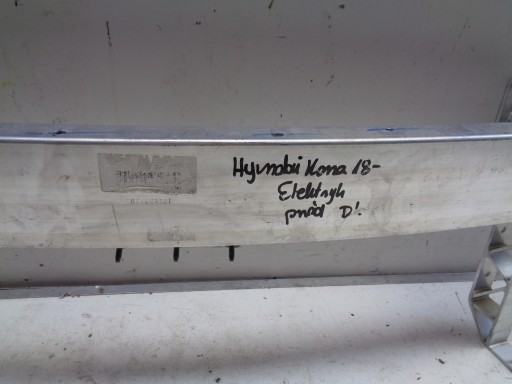 Hyundai Kona 18-
Elektryk
przód D!